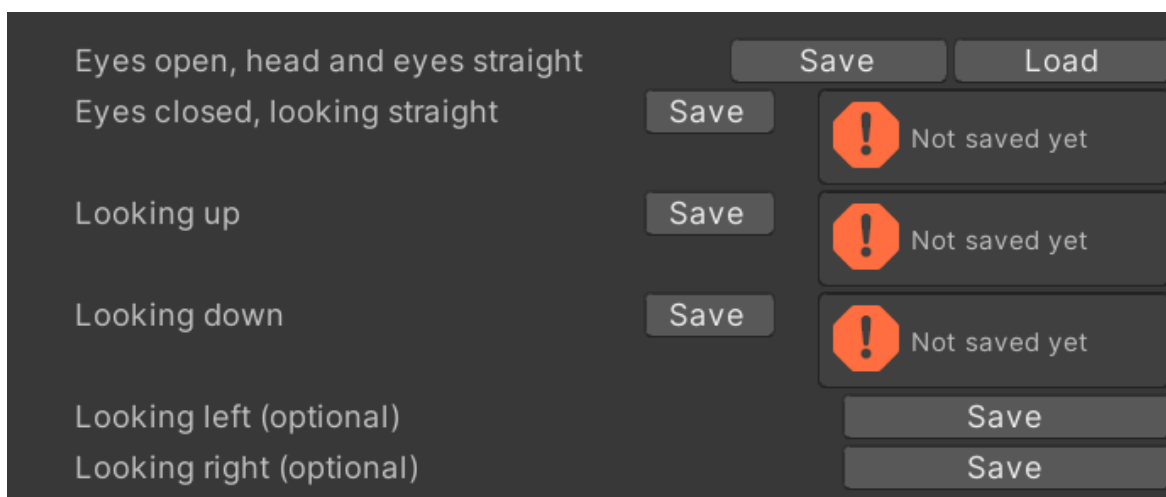 Eyes open, head and eyes straight Save Load
Eyes closed, looking straight Save Not saved yet
Looking up Save Not saved yet
Looking down Save Not saved yet
Looking left (optional) Save
Looking right (optional) Save